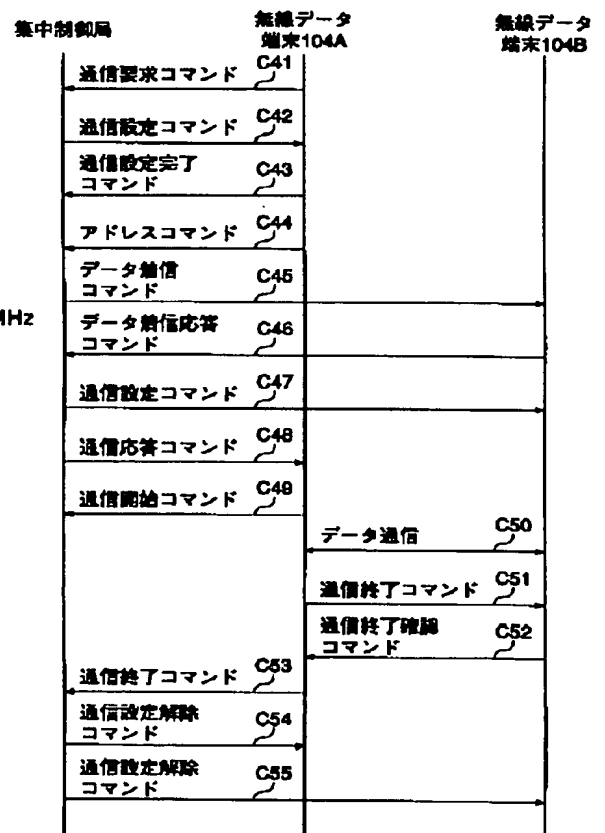 集中制御局
無線データ
端末104A
無線データ
端末104B
通信要求コマンド C41
通信設定コマンド C42
通信設定完了
コマンド C43
アドレスコマンド C44
データ着信
コマンド C45
MHz
データ着信応答
コマンド C46
通信設定コマンド C47
通信応答コマンド C48
通信開始コマンド C49
データ通信 C50
通信終了コマンド C51
通信終了確認
コマンド C52
通信終了コマンド C53
通信設定解除
コマンド C54
通信設定解除
コマンド C55